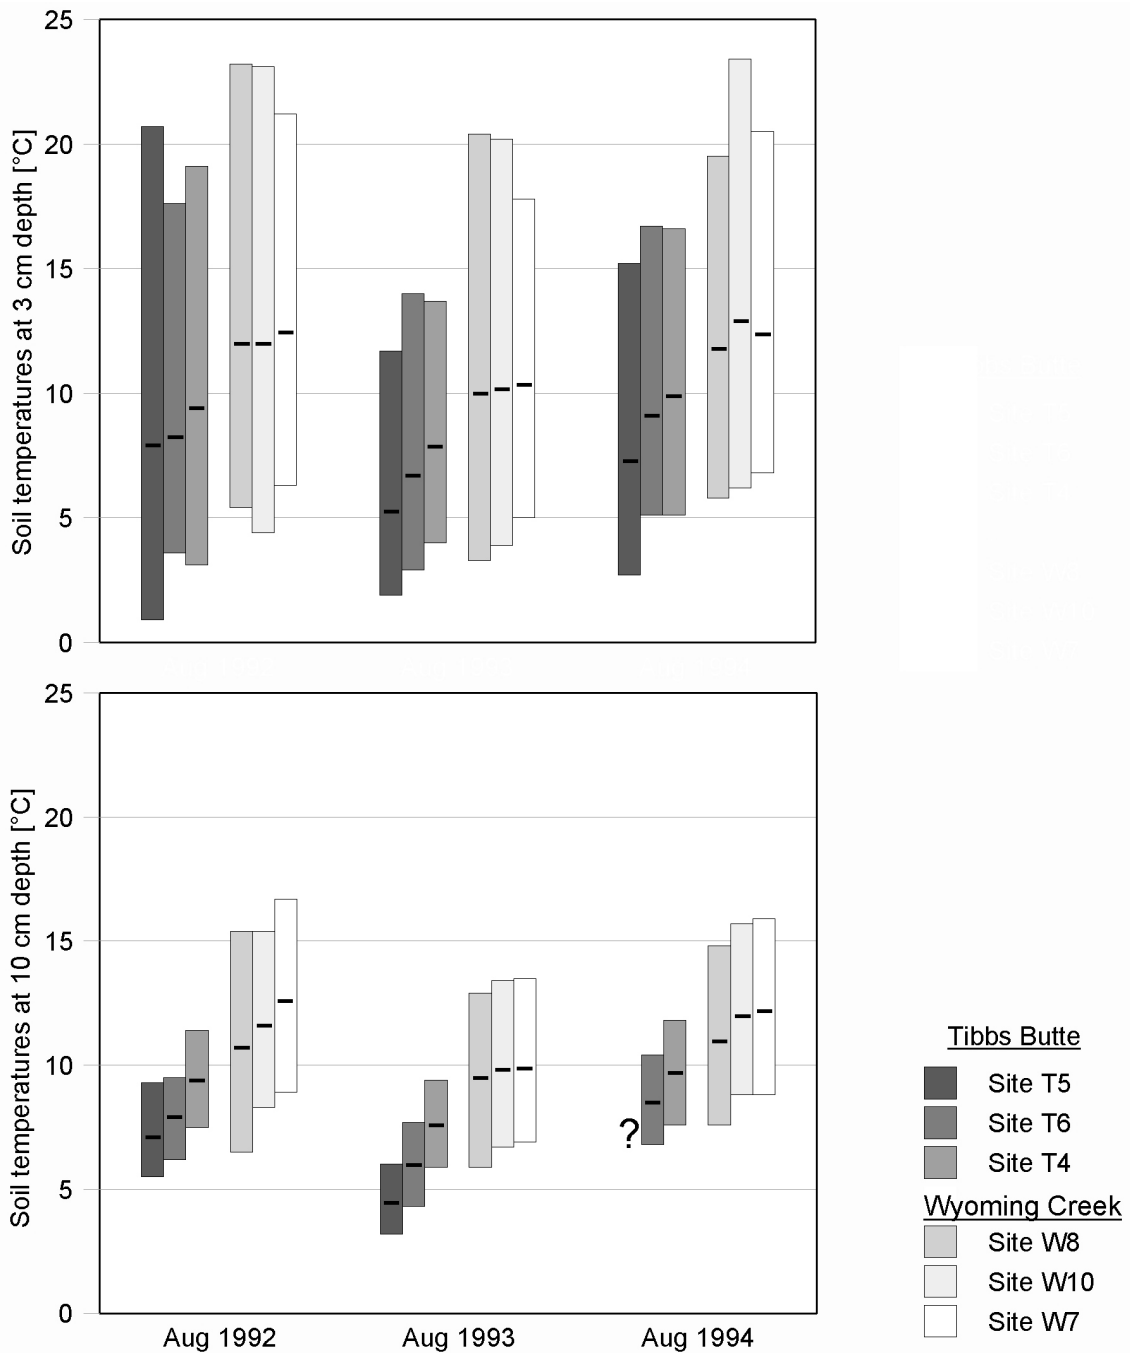 25
20
15
10
5
0
Soil temperatures at 3 cm depth [°C]
25
20
15
10
5
0
Soil temperatures at 10 cm depth [°C]
?
Aug 1992
Aug 1993
Aug 1994
Tibbs Butte
Site T5
Site T6
Site T4
Wyoming Creek
Site W8
Site W10
Site W7